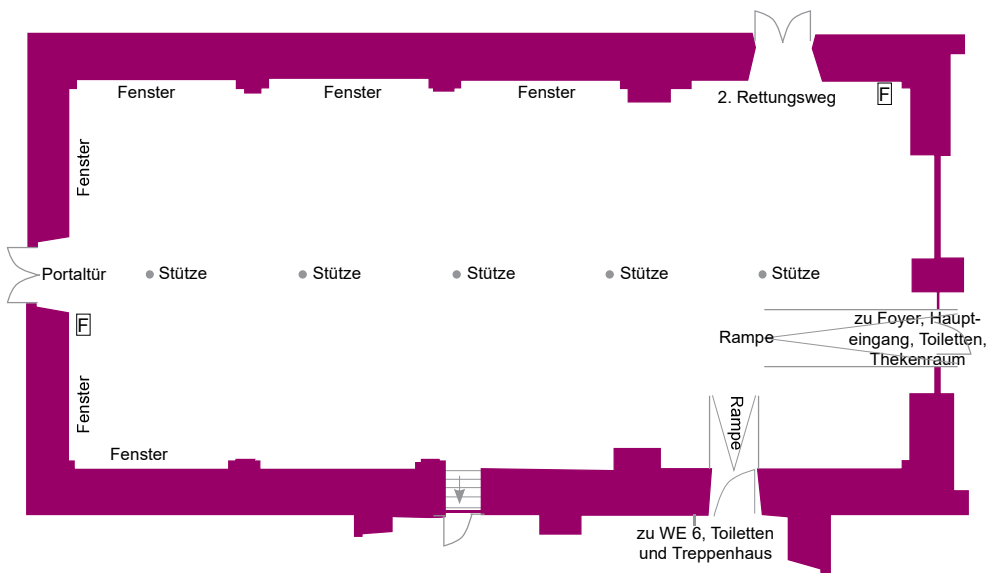 Fenster
Fenster
Fenster
2. Rettungsweg
F
Fenster
Portaltür
Stütze
Stütze
Stütze
Stütze
Stütze
F
zu Foyer, Haupt-
eingang, Toiletten,
Thekenraum
Rampe
Fenster
Rampe
Fenster
zu WE 6, Toiletten
und Treppenhaus